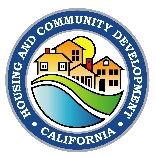 HOUSING AND COMMUNITY DEVELOPMENT
CALIFORNIA